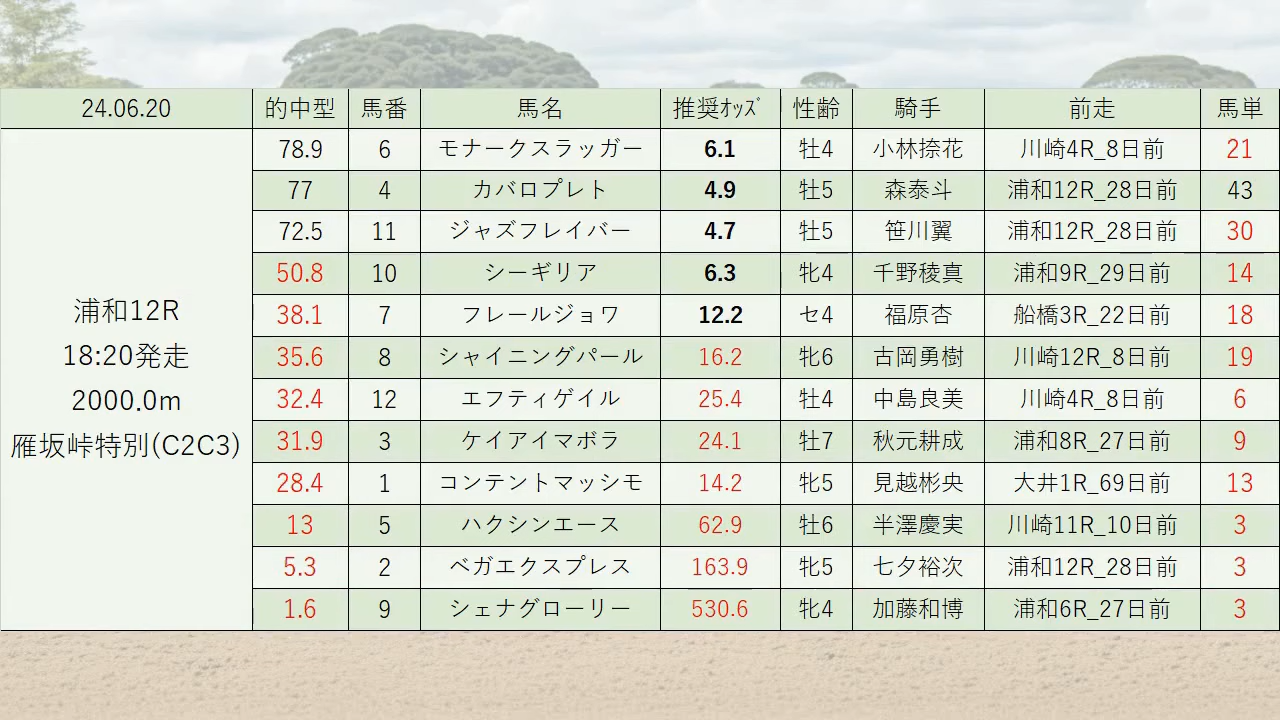 24.06.20 的中型 馬番 馬名 推奨ｵｯｽﾞ 性齢 騎手 前走 馬単
78.9 6 モナークスラッガー 6.1 牡4 小林捺花 川崎4R_8日前 21
77 4 カバロプレト 4.9 牡5 森泰斗 浦和12R_28日前 43
72.5 11 ジャズフレイバー 4.7 牡5 笹川翼 浦和12R_28日前 30
50.8 10 シーギリア 6.3 牝4 千野稜真 浦和9R_29日前 14
浦和12R
38.1 7 フレールジョワ 12.2 セ4 福原杏 船橋3R_22日前 18
18:20発走
35.6 8 シャイニングパール 16.2 牝6 古岡勇樹 川崎12R_8日前 19
2000.0m
32.4 12 エフティゲイル 25.4 牡4 中島良美 川崎4R_8日前 6
雁坂峠特別(C2C3)
31.9 3 ケイアイマボラ 24.1 牡7 秋元耕成 浦和8R_27日前 9
28.4 1 コンテントマッシモ 14.2 牝5 見越彬央 大井1R_69日前 13
13 5 ハクシンエース 62.9 牡6 半澤慶実 川崎11R_10日前 3
5.3 2 ベガエクスプレス 163.9 牝5 七夕裕次 浦和12R_28日前 3
1.6 9 シェナグローリー 530.6 牝4 加藤和博 浦和6R_27日前 3